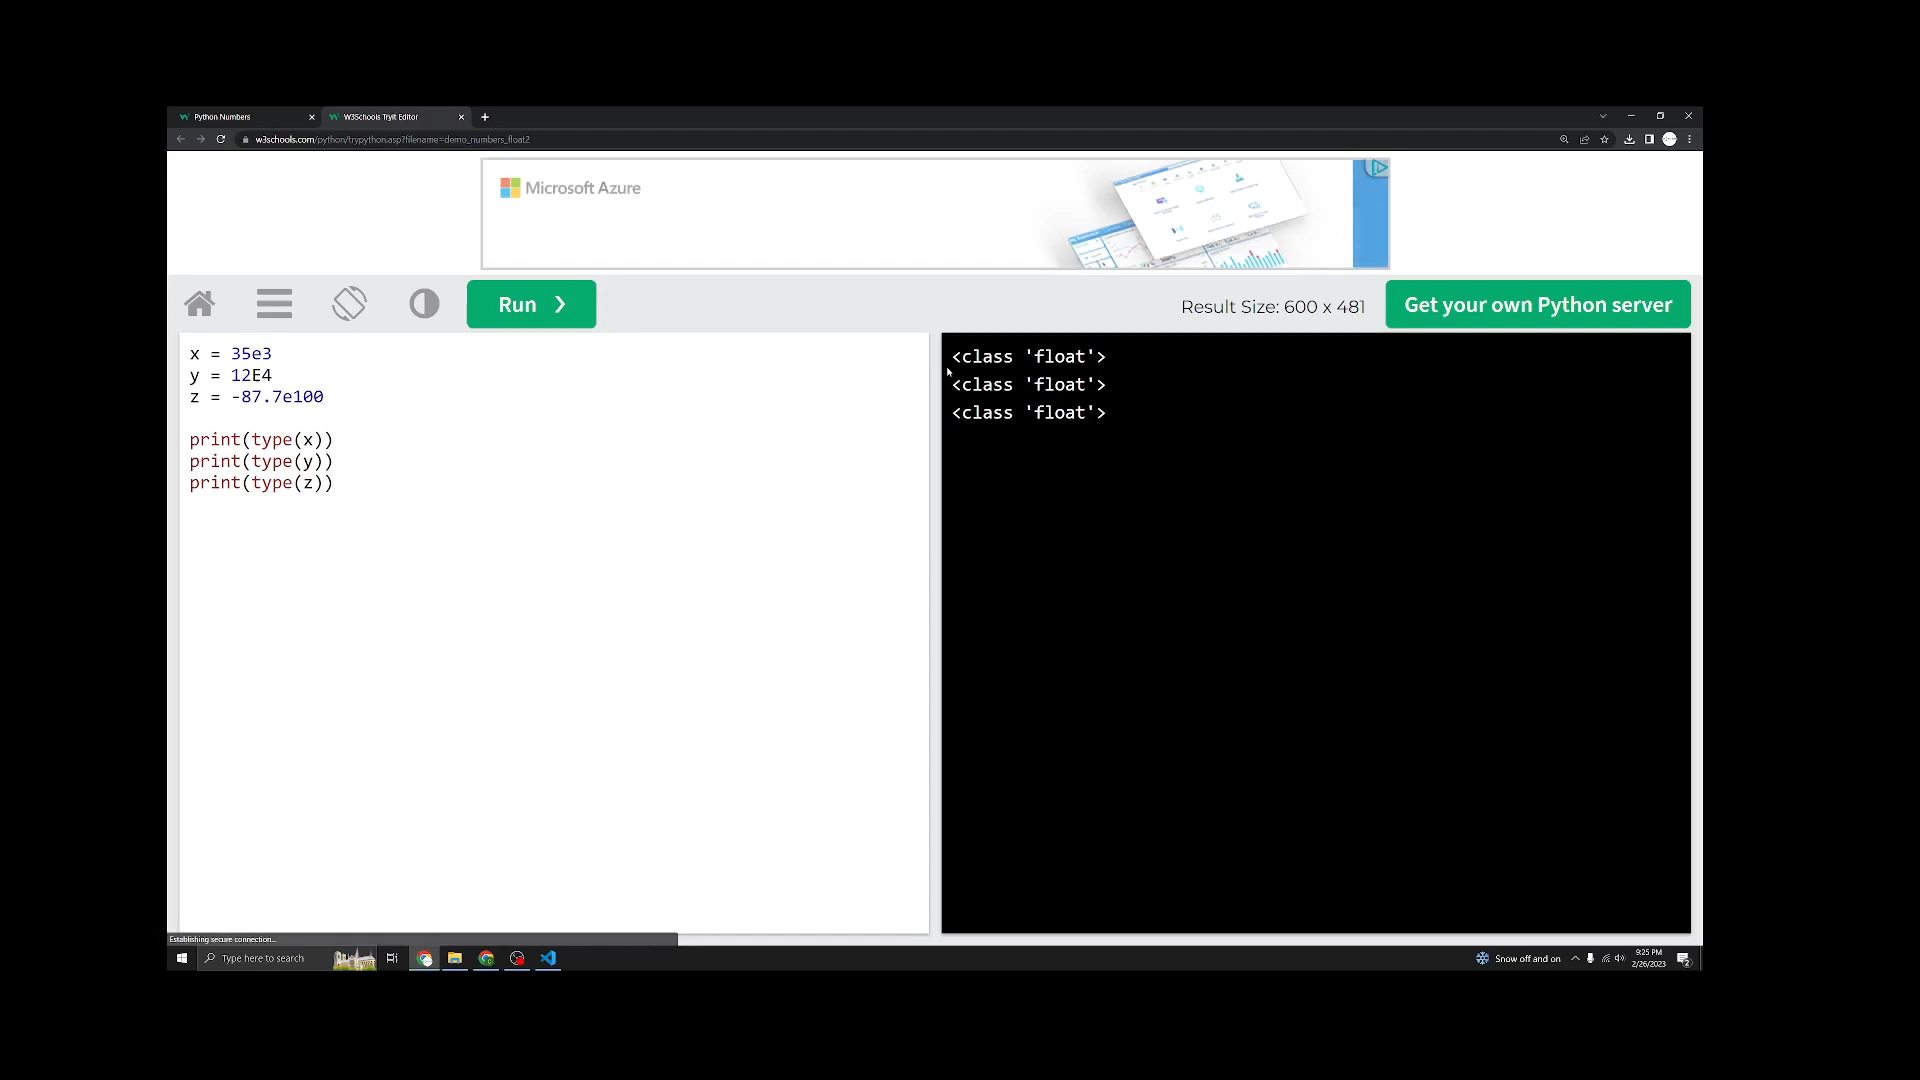 Python Numbers
W3Schools Tryit Editor
w3schools.com/python/trypython.asp?filename=demo_numbers_float2
Microsoft Azure
Run ❯
Result Size: 600 x 481
Get your own Python server
x = 35e3
y = 12E4
z = -87.7e100
print(type(x))
print(type(y))
print(type(z))
<class 'float'>
<class 'float'>
<class 'float'>
Establishing secure connection...
Type here to search
Snow off and on
9:25 PM
2/26/2023
2